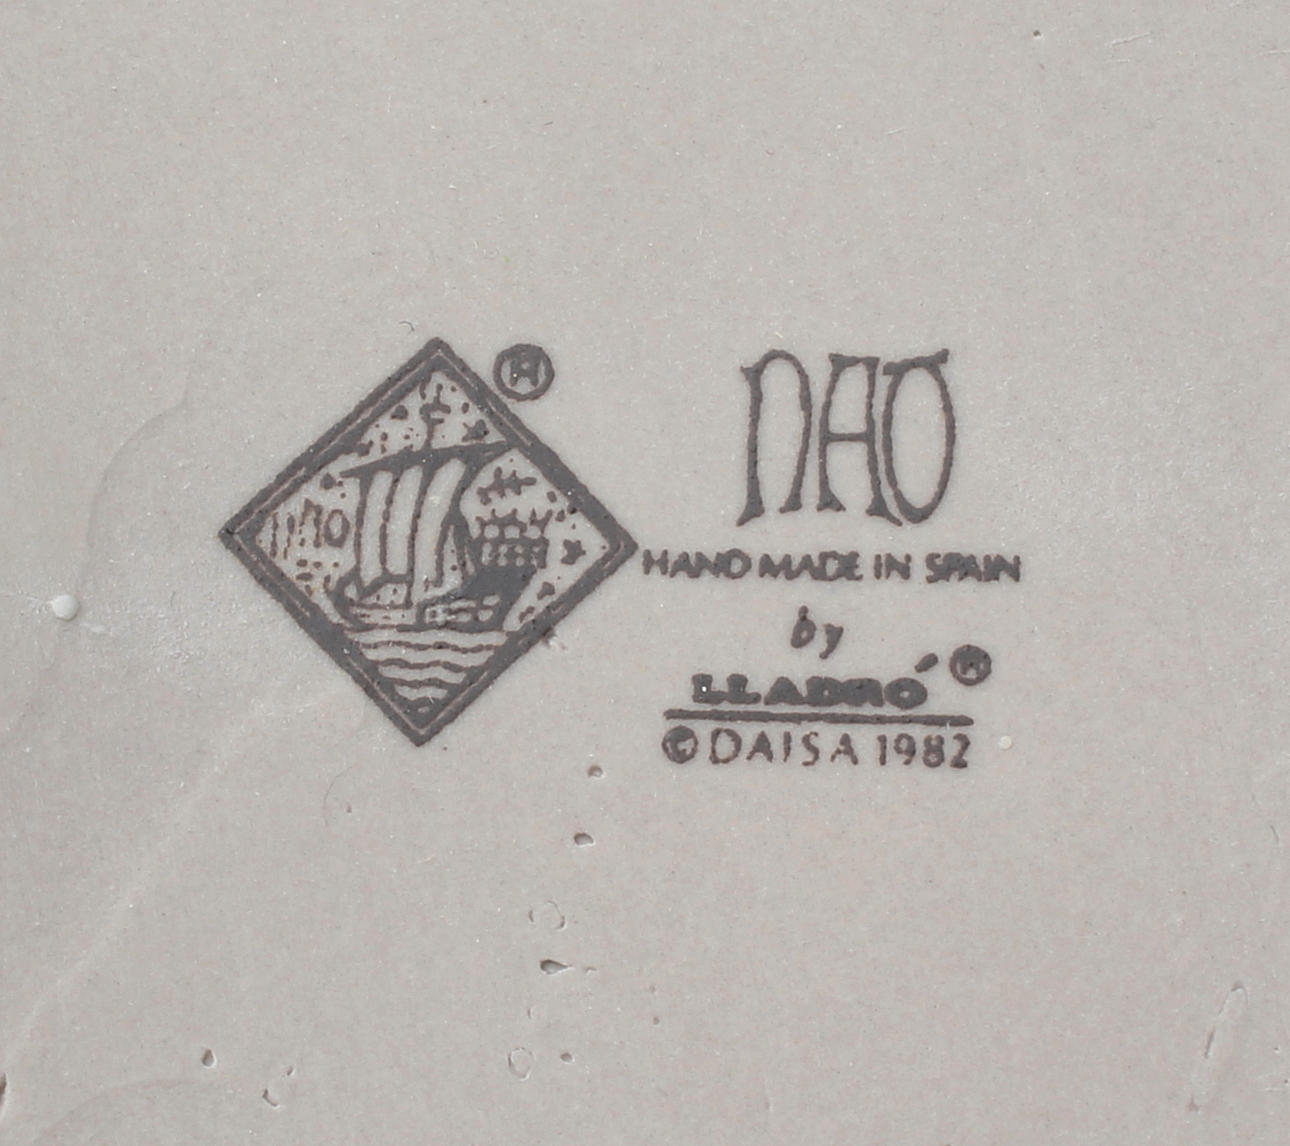 NAO
®
NAO
HAND MADE IN SPAIN
by
LLADRÓ®
© DAISA 1982